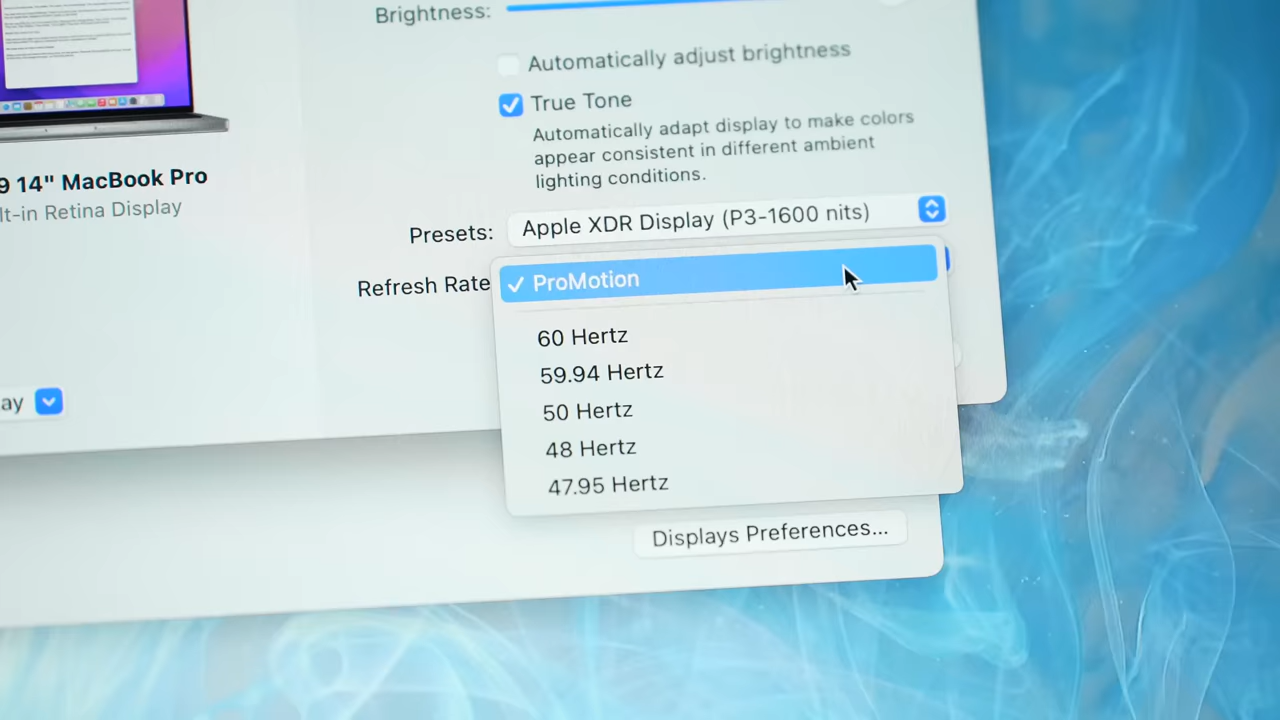 Brightness:
Automatically adjust brightness
True Tone
Automatically adapt display to make colors
appear consistent in different ambient
lighting conditions.
9 14" MacBook Pro
lt-in Retina Display
Presets: Apple XDR Display (P3-1600 nits)
Refresh Rate
ProMotion
60 Hertz
59.94 Hertz
50 Hertz
48 Hertz
47.95 Hertz
ay
Displays Preferences...